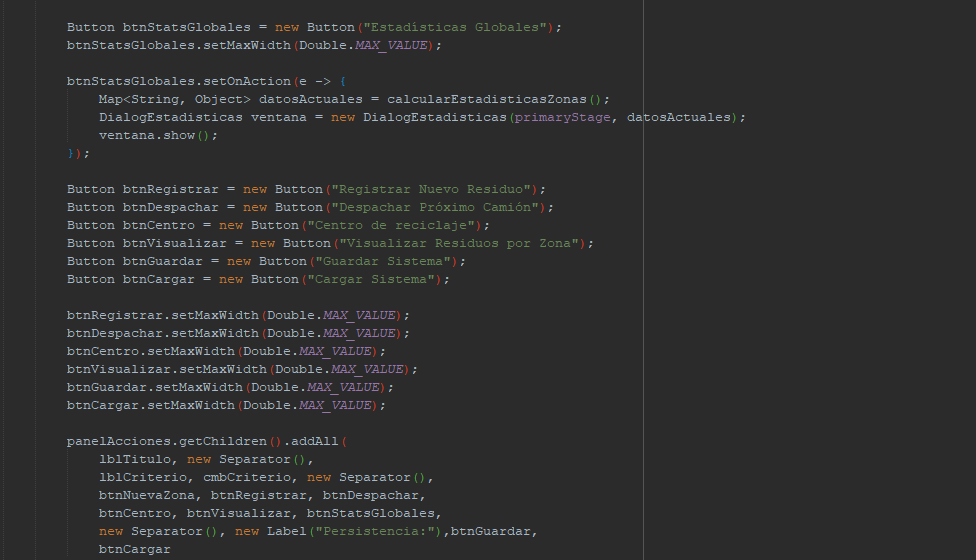 Button btnStatsGlobales = new Button("Estadísticas Globales");
btnStatsGlobales.setMaxWidth(Double.MAX_VALUE);
btnStatsGlobales.setOnAction(e -> {
Map<String, Object> datosActuales = calcularEstadisticasZonas();
DialogEstadisticas ventana = new DialogEstadisticas(primaryStage, datosActuales);
ventana.show();
});
Button btnRegistrar = new Button("Registrar Nuevo Residuo");
Button btnDespachar = new Button("Despachar Próximo Camión");
Button btnCentro = new Button("Centro de reciclaje");
Button btnVisualizar = new Button("Visualizar Residuos por Zona");
Button btnGuardar = new Button("Guardar Sistema");
Button btnCargar = new Button("Cargar Sistema");
btnRegistrar.setMaxWidth(Double.MAX_VALUE);
btnDespachar.setMaxWidth(Double.MAX_VALUE);
btnCentro.setMaxWidth(Double.MAX_VALUE);
btnVisualizar.setMaxWidth(Double.MAX_VALUE);
btnGuardar.setMaxWidth(Double.MAX_VALUE);
btnCargar.setMaxWidth(Double.MAX_VALUE);
panelAcciones.getChildren().addAll(
lblTitulo, new Separator(),
lblCriterio, cmbCriterio, new Separator(),
btnNuevaZona, btnRegistrar, btnDespachar,
btnCentro, btnVisualizar, btnStatsGlobales,
new Separator(), new Label("Persistencia:"),btnGuardar,
btnCargar